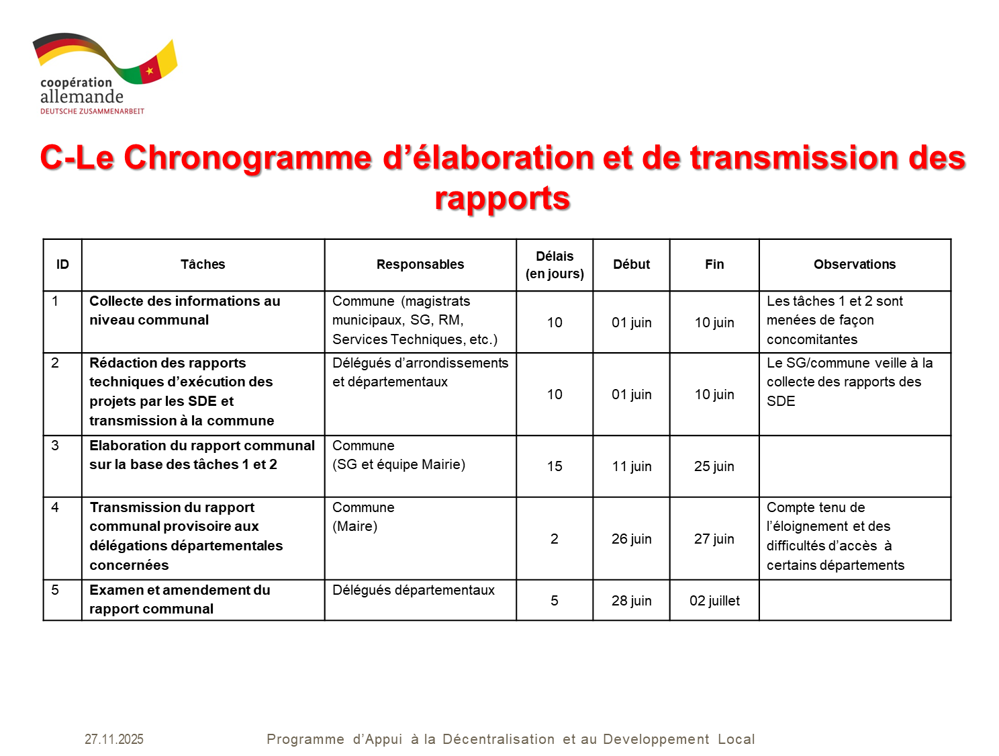 coopération
allemande
DEUTSCHE ZUSAMMENARBEIT
C-Le Chronogramme d’élaboration et de transmission des
rapports
ID
Tâches
Responsables
Délais
(en jours)
Début
Fin
Observations
1
Collecte des informations au
niveau communal
Commune (magistrats
municipaux, SG, RM,
Services Techniques, etc.)
10
01 juin
10 juin
Les tâches 1 et 2 sont
menées de façon
concomitantes
2
Rédaction des rapports
techniques d’exécution des
projets par les SDE et
transmission à la commune
Délégués d’arrondissements
et départementaux
10
01 juin
10 juin
Le SG/commune veille à la
collecte des rapports des
SDE
3
Elaboration du rapport communal
sur la base des tâches 1 et 2
Commune
(SG et équipe Mairie)
15
11 juin
25 juin
4
Transmission du rapport
communal provisoire aux
délégations départementales
concernées
Commune
(Maire)
2
26 juin
27 juin
Compte tenu de
l’éloignement et des
difficultés d’accès à
certains départements
5
Examen et amendement du
rapport communal
Délégués départementaux
5
28 juin
02 juillet
27.11.2025
Programme d’Appui à la Décentralisation et au Developpement Local